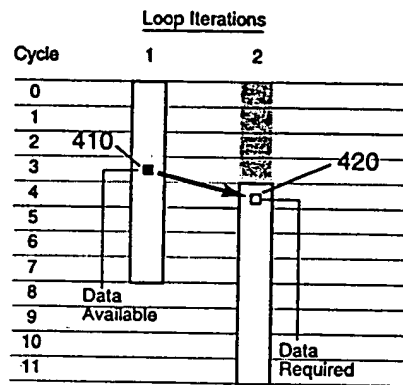 Loop Iterations
Cycle 1 2
0
1
2
410 420
3
4
5
6
7
8
Data
Available
9
10
Data
Required
11